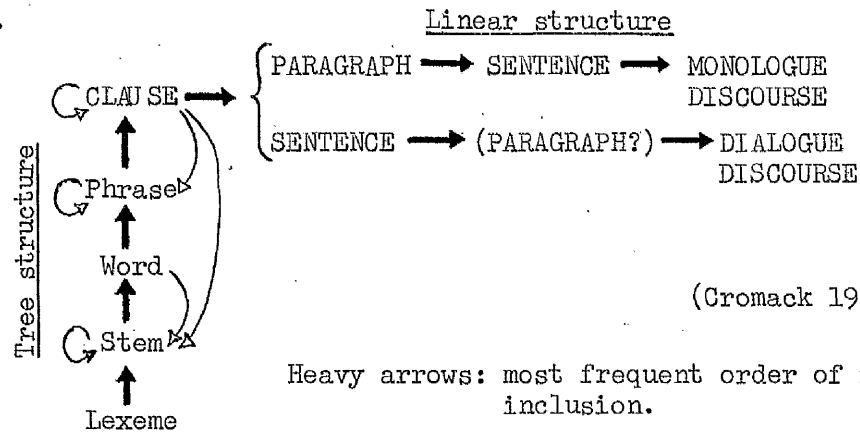 Linear structure
PARAGRAPH SENTENCE MONOLOGUE
DISCOURSE
CLAUSE
SENTENCE (PARAGRAPH?) DIALOGUE
DISCOURSE
Phrase
Tree structure
Word
(Cromack 19
Stem
Heavy arrows: most frequent order of
inclusion.
Lexeme